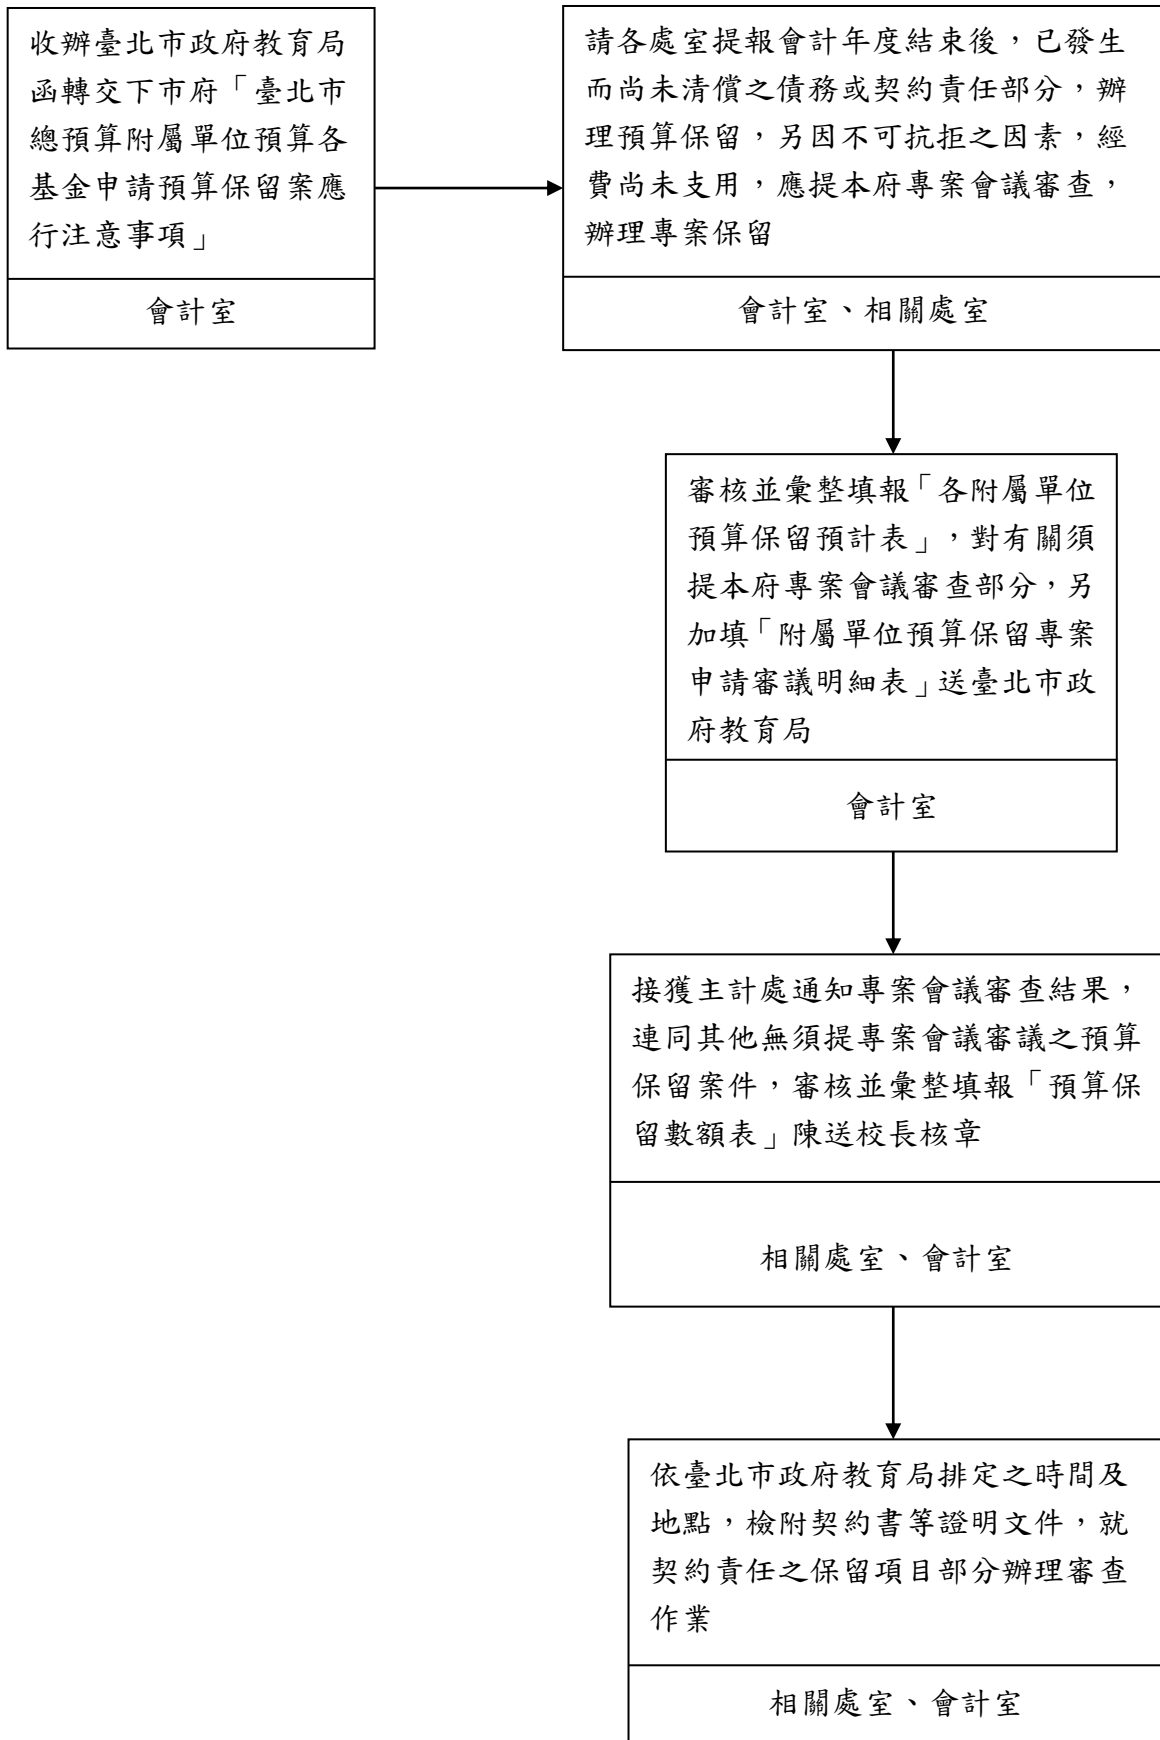 收辦臺北市政府教育局
函轉交下市府「臺北市
總預算附屬單位預算各
基金申請預算保留案應
行注意事項」
會計室
請各處室提報會計年度結束後，已發生
而尚未清償之債務或契約責任部分，辦
理預算保留，另因不可抗拒之因素，經
費尚未支用，應提本府專案會議審查，
辦理專案保留
會計室、相關處室
審核並彙整填報「各附屬單位
預算保留預計表」，對有關須
提本府專案會議審查部分，另
加填「附屬單位預算保留專案
申請審議明細表」送臺北市政
府教育局
會計室
接獲主計處通知專案會議審查結果，
連同其他無須提專案會議審議之預算
保留案件，審核並彙整填報「預算保
留數額表」陳送校長核章
相關處室、會計室
依臺北市政府教育局排定之時間及
地點，檢附契約書等證明文件，就
契約責任之保留項目部分辦理審查
作業
相關處室、會計室